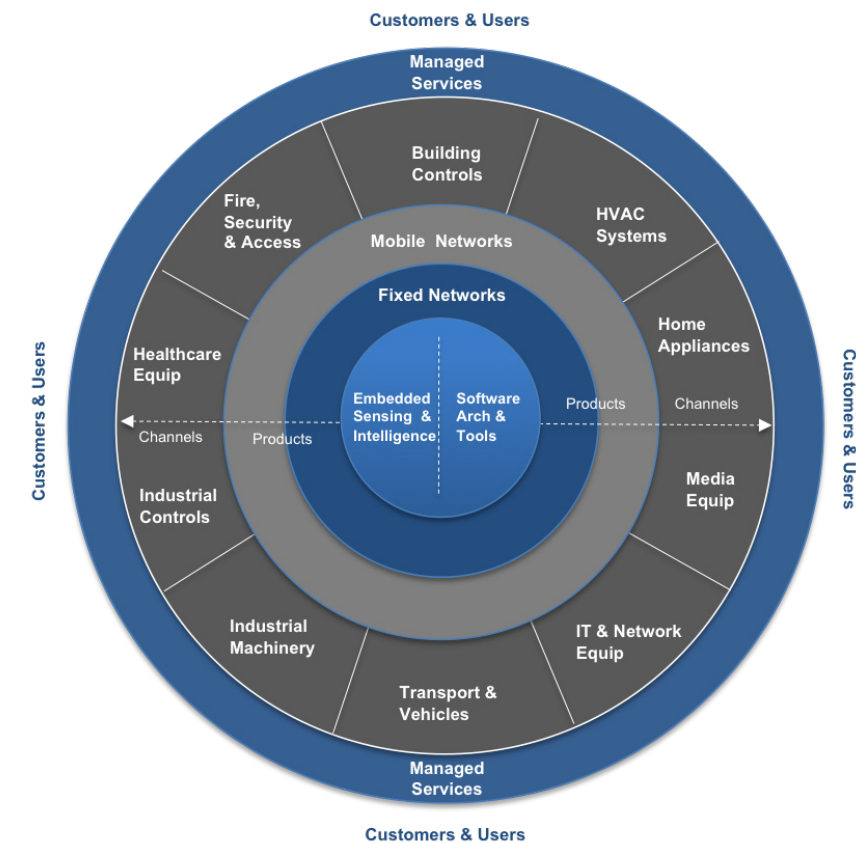 Customers & Users
Managed
Services
Building
Controls
Fire,
Security
& Access
HVAC
Systems
Mobile Networks
Fixed Networks
Home
Appliances
Healthcare
Equip
Customers & Users
Customers & Users
Embedded
Sensing &
Intelligence
Software
Arch &
Tools
Products
Channels
Channels
Products
Industrial
Controls
Media
Equip
Industrial
Machinery
IT & Network
Equip
Transport &
Vehicles
Managed
Services
Customers & Users